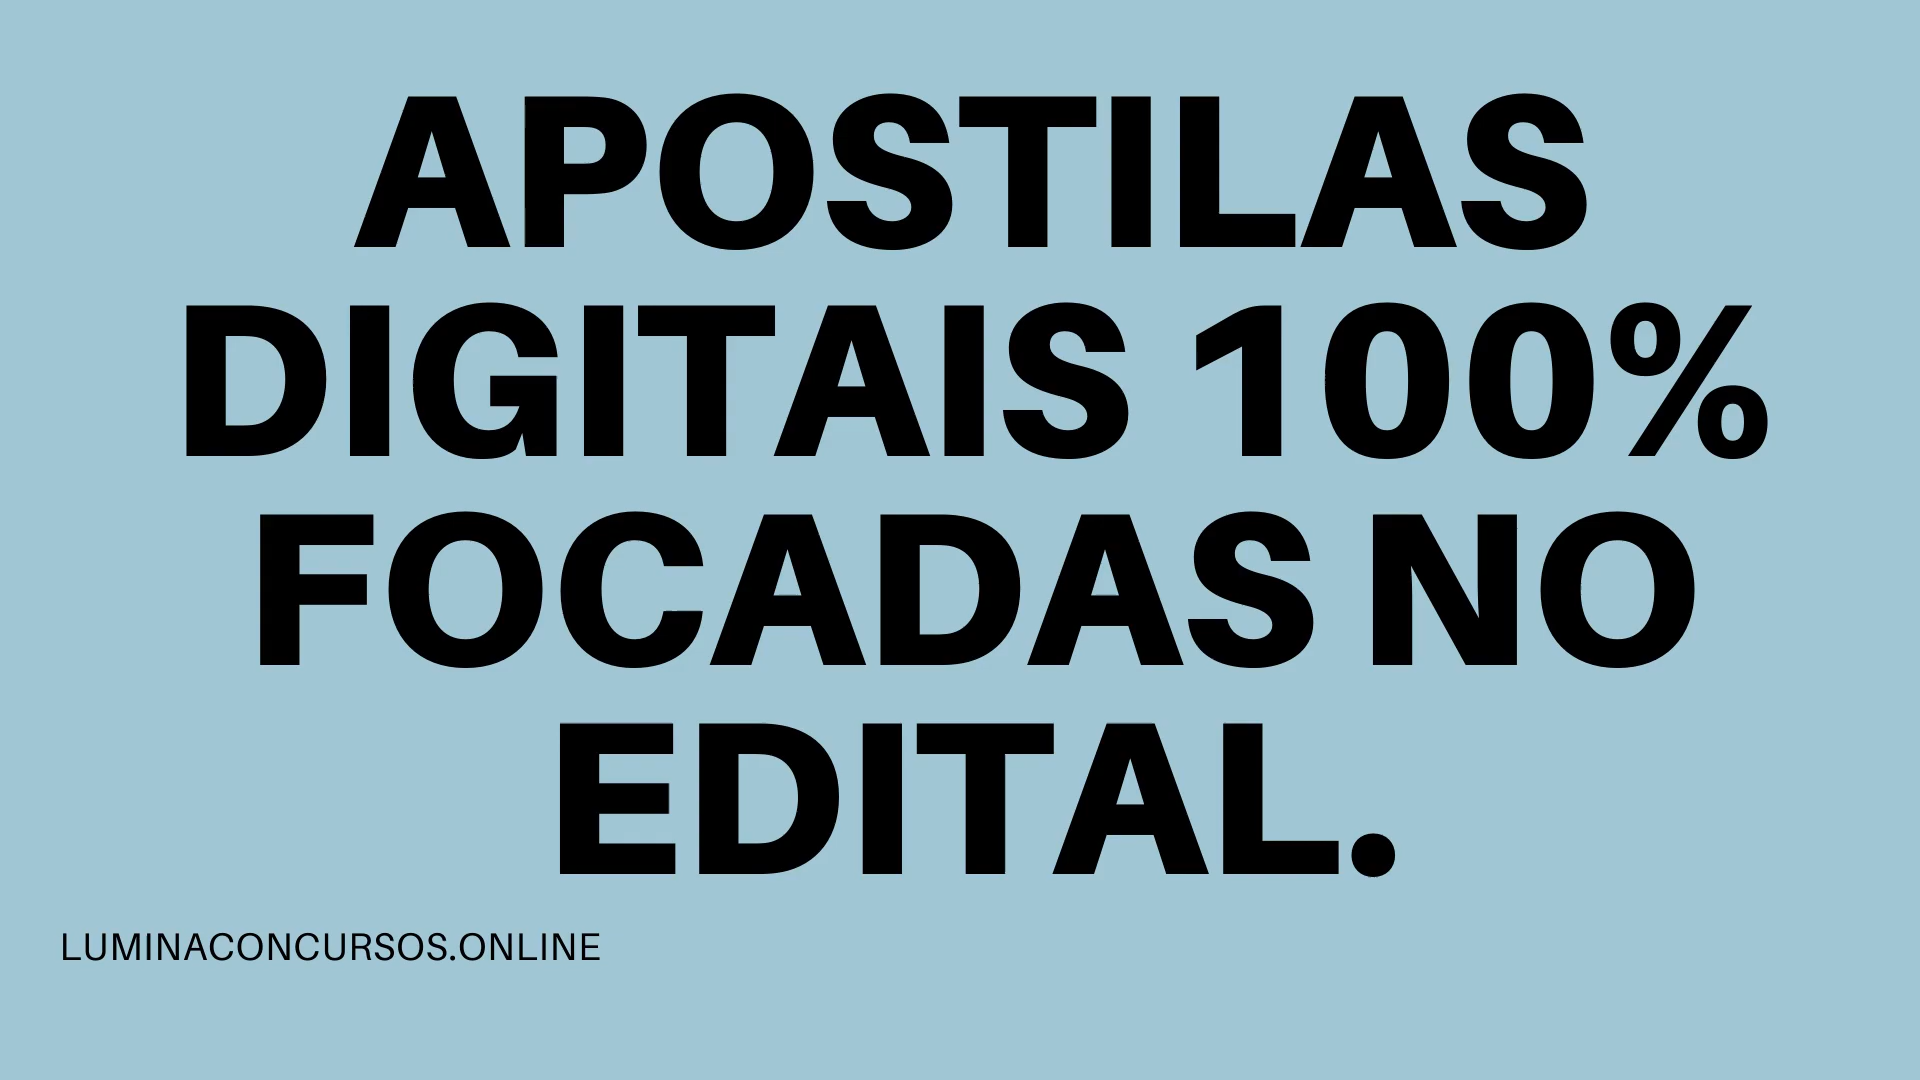 APOSTILAS
DIGITAIS 100%
FOCADAS NO
EDITAL.
LUMINACONCURSOS.ONLINE